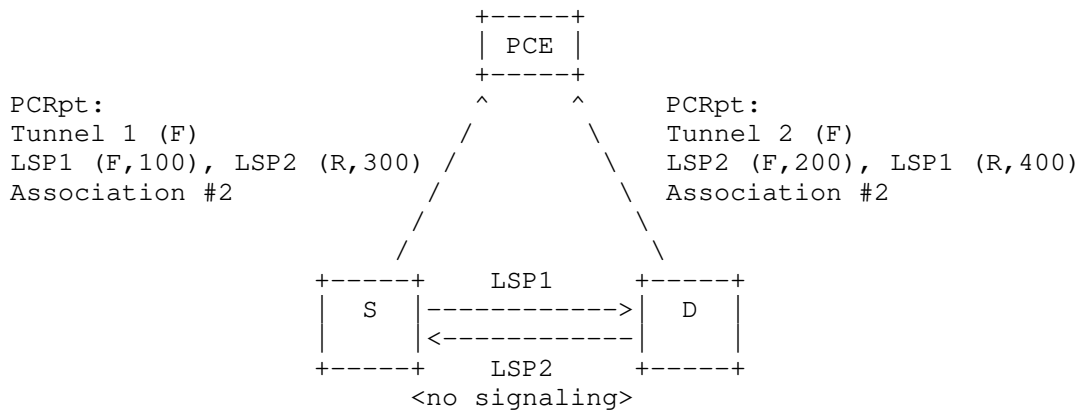 PCE
PCRpt: PCRpt:
Tunnel 1 (F) Tunnel 2 (F)
LSP1 (F,100), LSP2 (R,300) LSP2 (F,200), LSP1 (R,400)
Association #2 Association #2
LSP1
S D
LSP2
<no signaling>